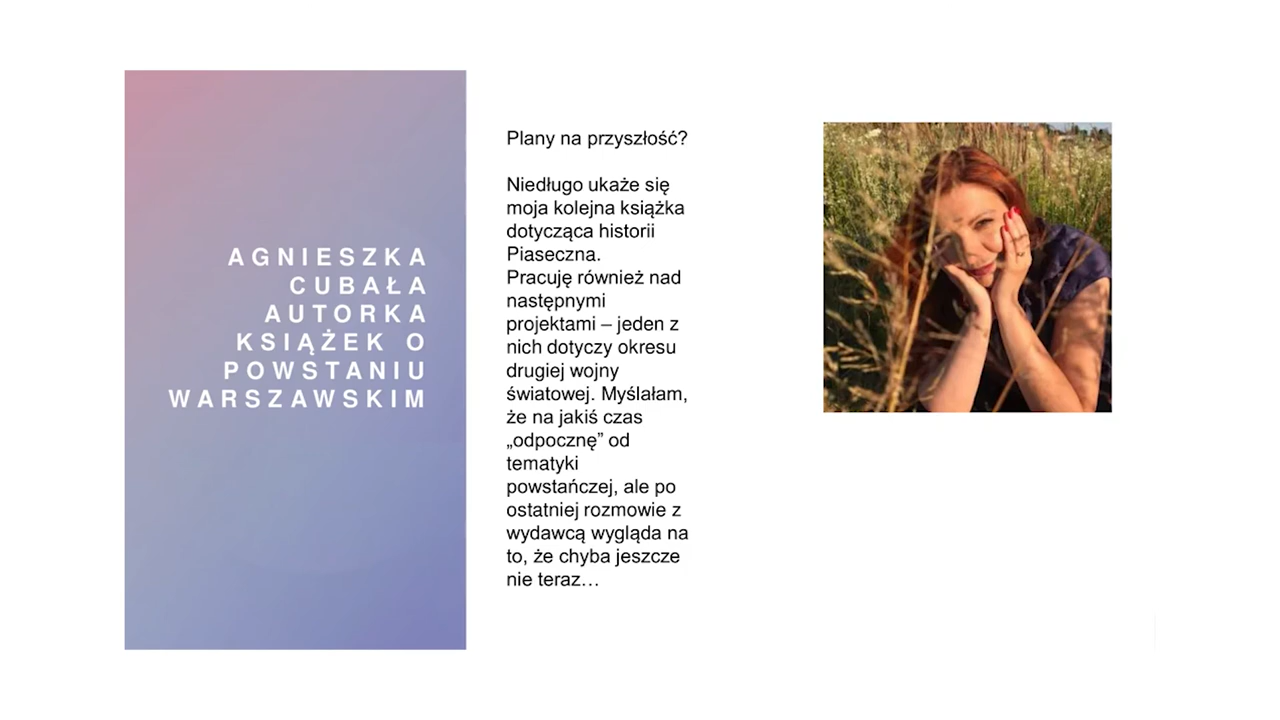 AGNIESZKA
CUBAŁA
AUTORKA
KSIĄŻEK O
POWSTANIU
WARSZAWSKIM
Plany na przyszłość?
Niedługo ukaże się
moja kolejna książka
dotycząca historii
Piaseczna.
Pracuję również nad
następnymi
projektami – jeden z
nich dotyczy okresu
drugiej wojny
światowej. Myślałam,
że na jakiś czas
„odpocznę” od
tematyki
powstańczej, ale po
ostatniej rozmowie z
wydawcą wygląda na
to, że chyba jeszcze
nie teraz…